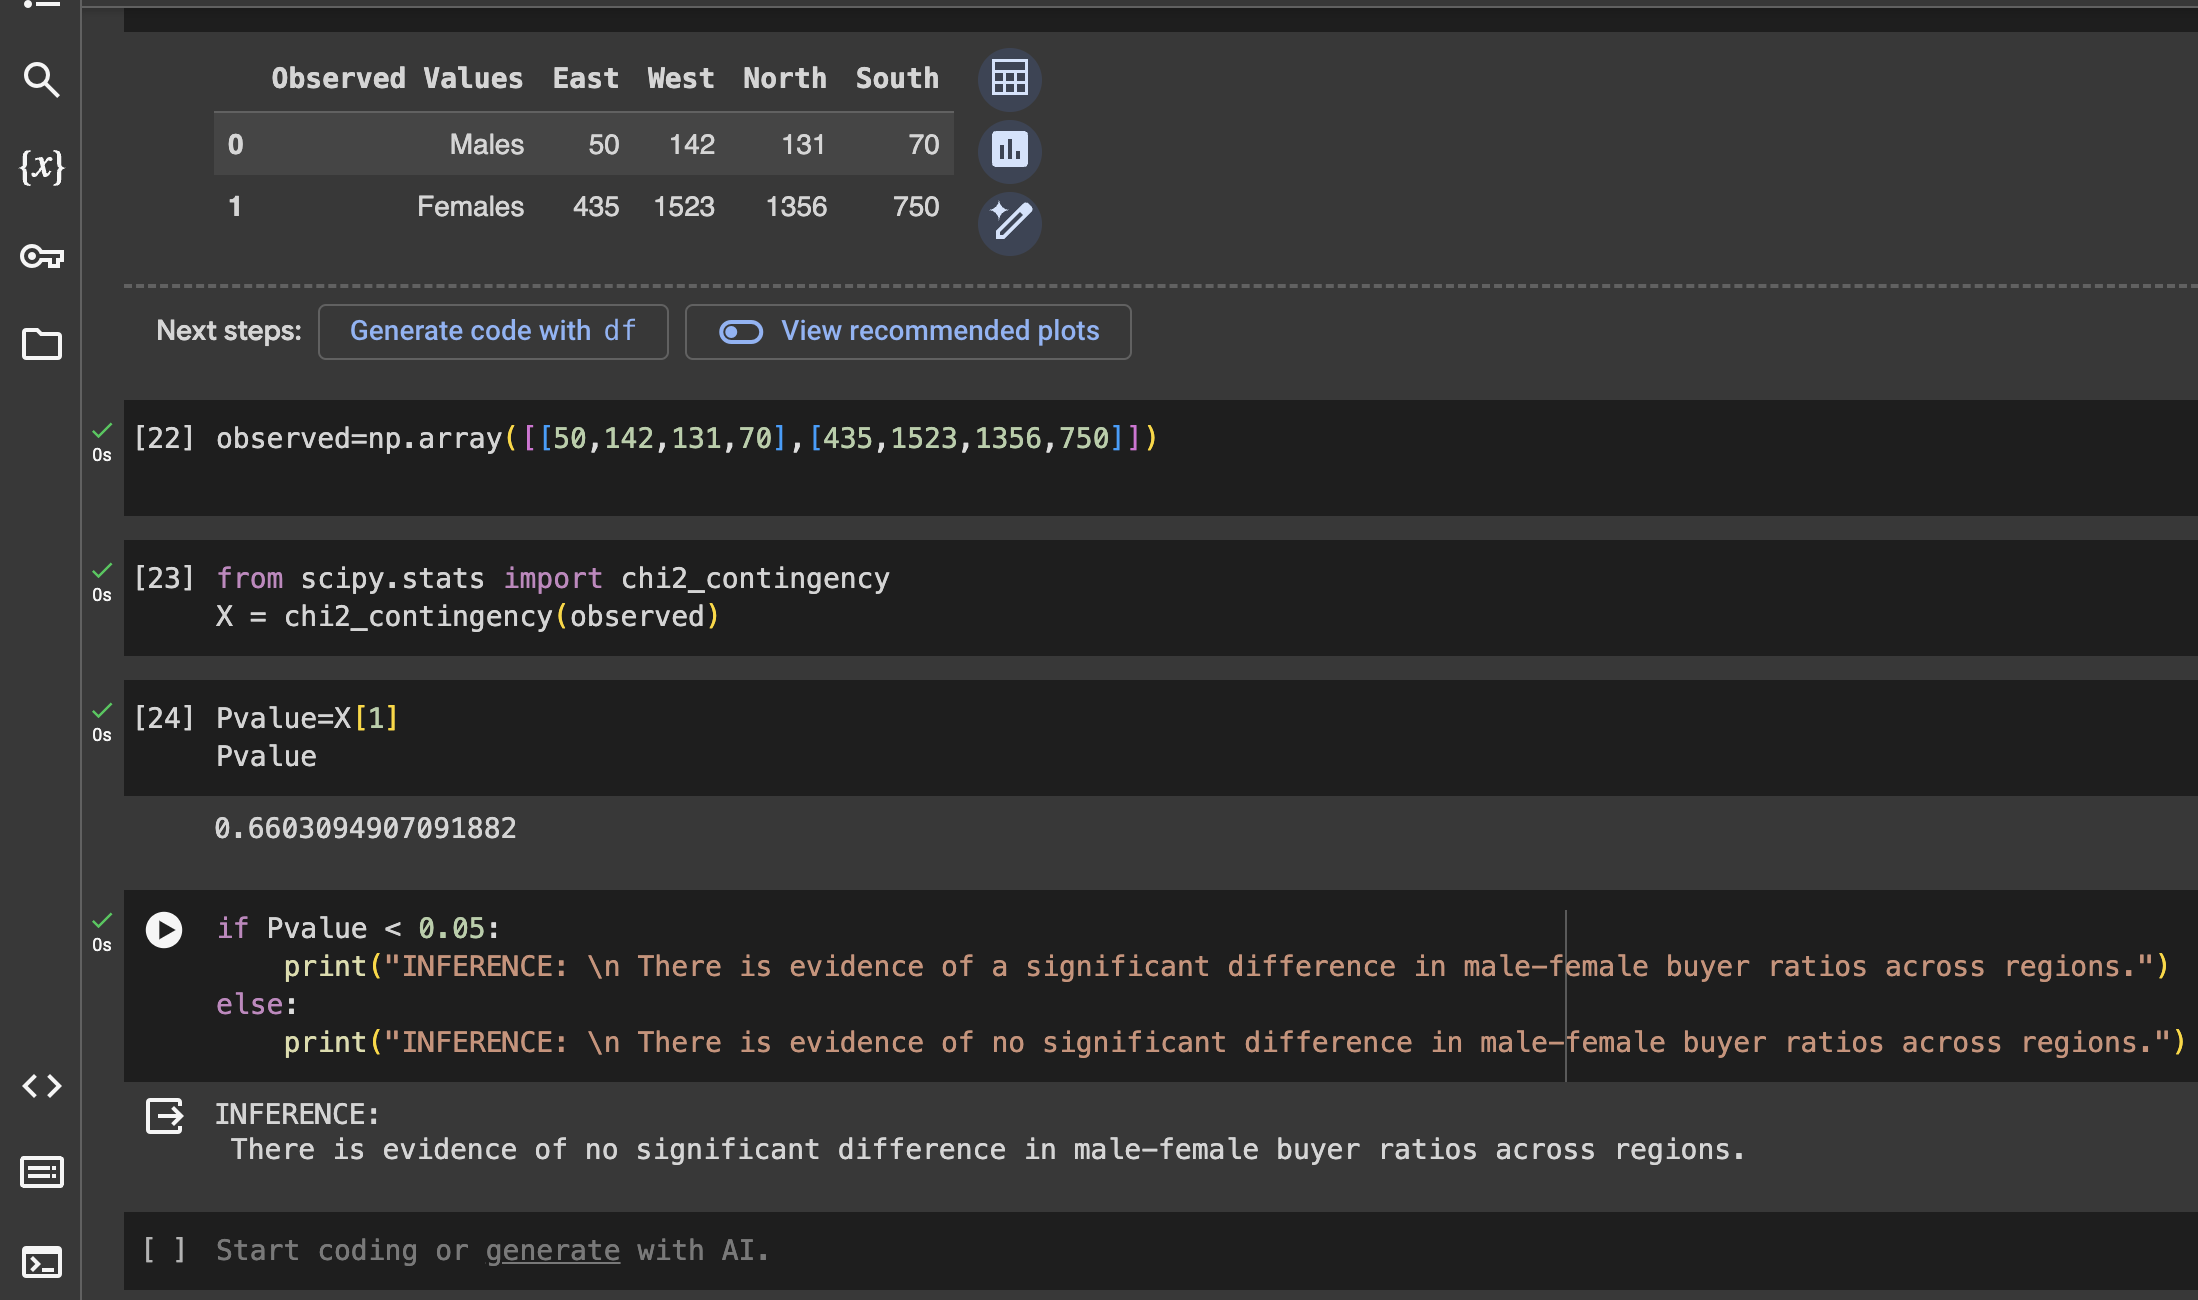 Observed Values East West North South
0 Males 50 142 131 70
1 Females 435 1523 1356 750
Next steps: Generate code with df View recommended plots
[22] observed=np.array([[50,142,131,70],[435,1523,1356,750]])
0s
[23] from scipy.stats import chi2_contingency
0s
X = chi2_contingency(observed)
[24] Pvalue=X[1]
0s
Pvalue
0.6603094907091882
if Pvalue < 0.05:
0s
print("INFERENCE: \n There is evidence of a significant difference in male-female buyer ratios across regions.")
else:
print("INFERENCE: \n There is evidence of no significant difference in male-female buyer ratios across regions.")
INFERENCE:
There is evidence of no significant difference in male-female buyer ratios across regions.
[ ] Start coding or generate with AI.
{x}